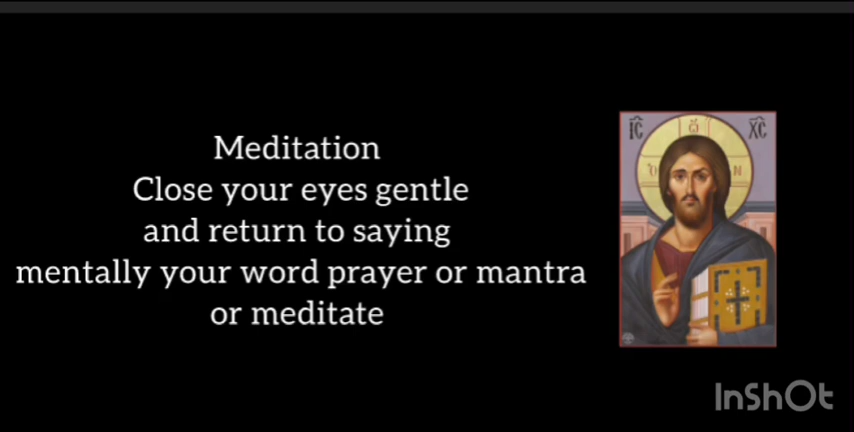 Meditation
Close your eyes gentle
and return to saying
mentally your word prayer or mantra
or meditate
IC
XC
Ὁ
Ν
InShOt